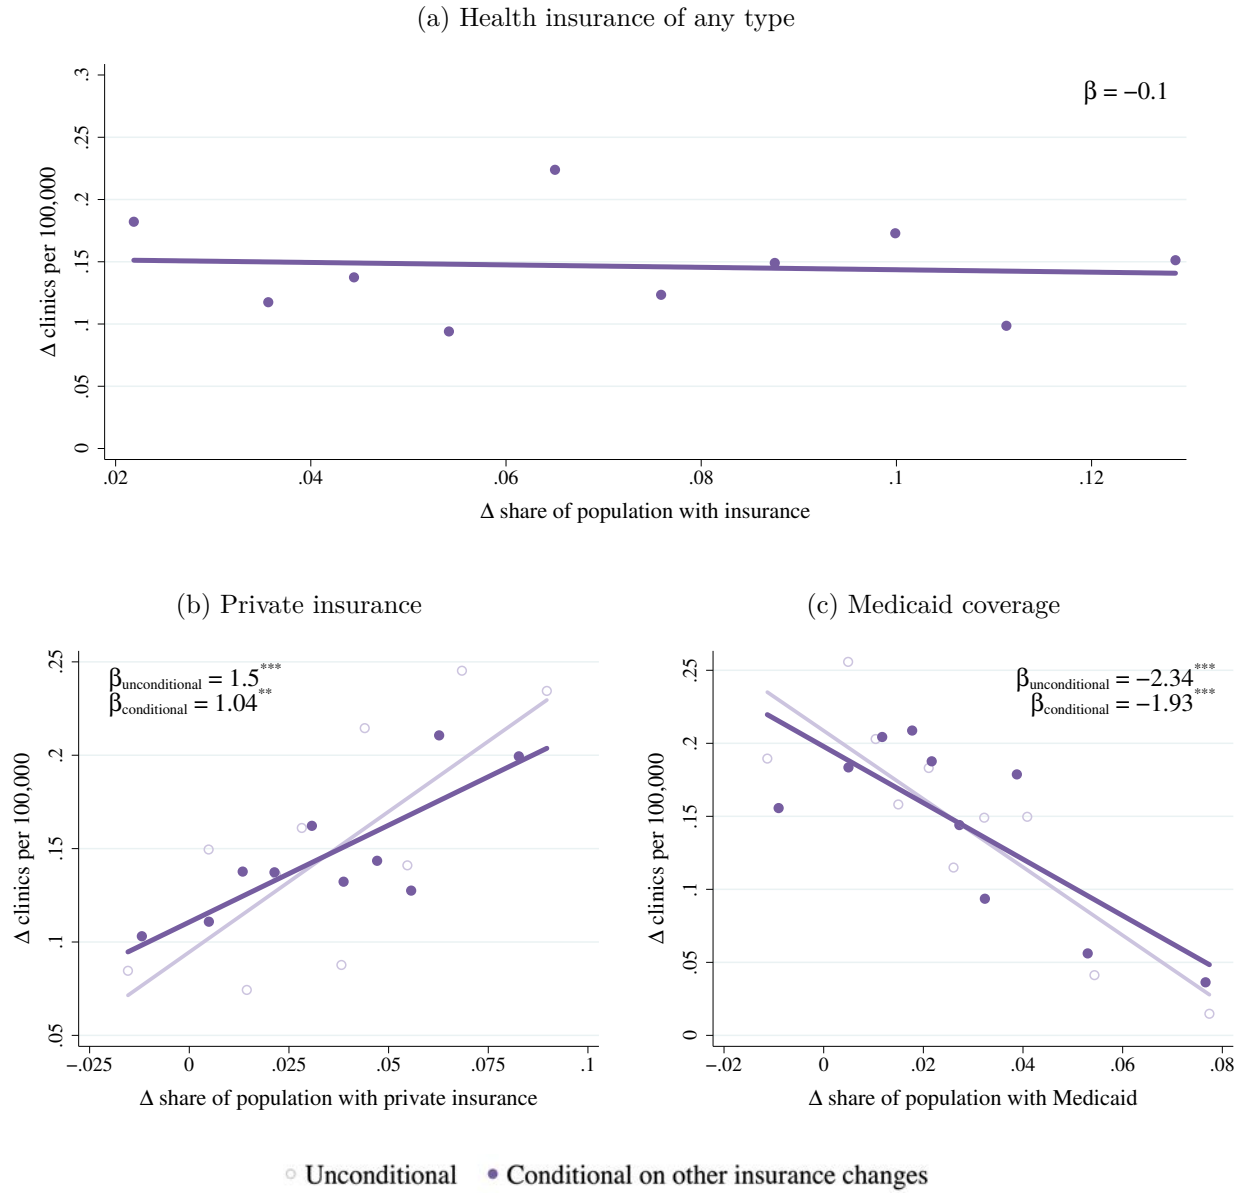 (a) Health insurance of any type
β = −0.1
Δ clinics per 100,000
.3
.25
.2
.15
.1
.05
0
.02 .04 .06 .08 .1 .12
Δ share of population with insurance
(b) Private insurance
βunconditional = 1.5***
βconditional = 1.04**
Δ clinics per 100,000
.25
.2
.15
.1
.05
−.025 0 .025 .05 .075 .1
Δ share of population with private insurance
(c) Medicaid coverage
βunconditional = −2.34***
βconditional = −1.93***
Δ clinics per 100,000
.25
.2
.15
.1
.05
0
−.02 0 .02 .04 .06 .08
Δ share of population with Medicaid
Unconditional Conditional on other insurance changes